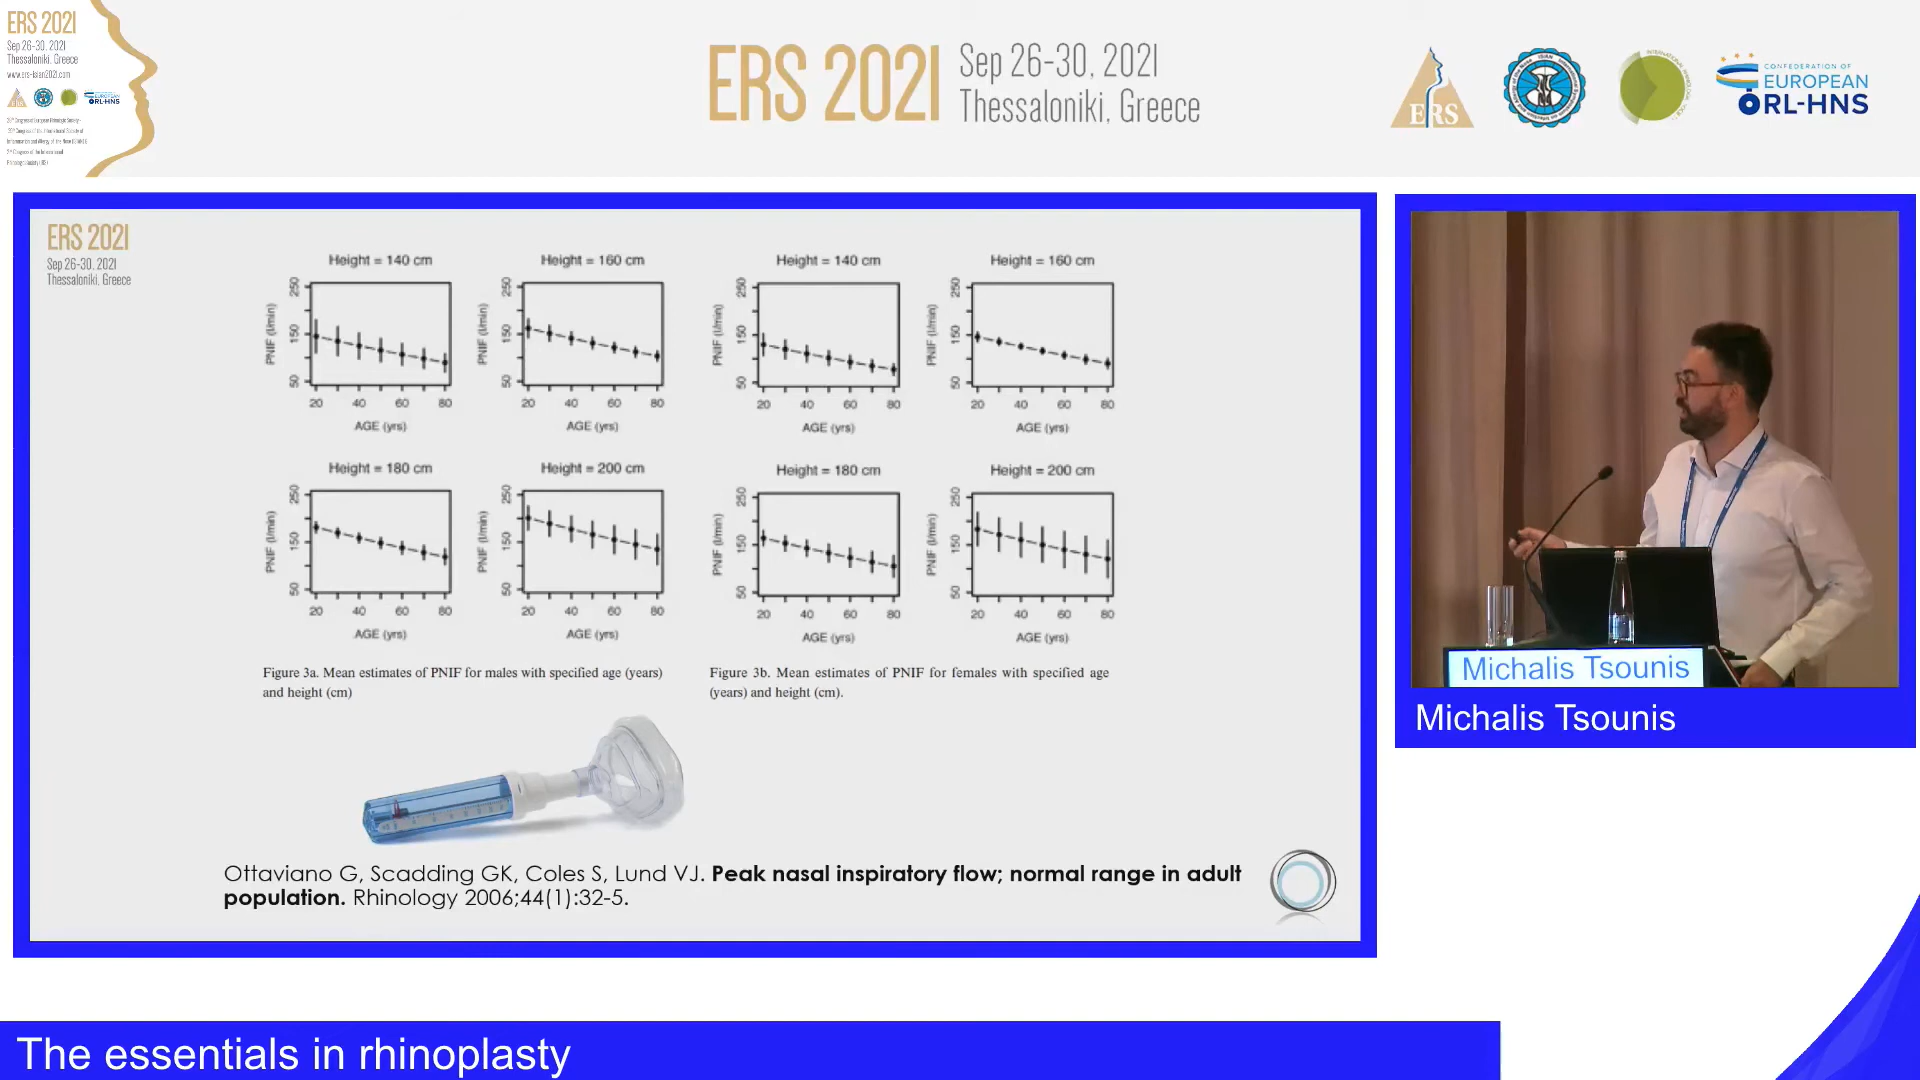 ERS 2021
Sep 26-30, 2021
Thessaloniki, Greece
www.ers-isian2021.com
EUROPEAN
ORL-HNS
ERS 2021
Sep 26-30, 2021
Thessaloniki, Greece
ERS
CONFEDERATION OF
EUROPEAN
ORL-HNS
ERS 2021
Sep 26-30, 2021
Thessaloniki, Greece
Height = 140 cm
Height = 160 cm
Height = 140 cm
Height = 160 cm
PNIF (l/min)
50 150 250
20 40 60 80
AGE (yrs)
PNIF (l/min)
50 150 250
20 40 60 80
AGE (yrs)
PNIF (l/min)
50 150 250
20 40 60 80
AGE (yrs)
PNIF (l/min)
50 150 250
20 40 60 80
AGE (yrs)
Height = 180 cm
Height = 200 cm
Height = 180 cm
Height = 200 cm
PNIF (l/min)
50 150 250
20 40 60 80
AGE (yrs)
PNIF (l/min)
50 150 250
20 40 60 80
AGE (yrs)
PNIF (l/min)
50 150 250
20 40 60 80
AGE (yrs)
PNIF (l/min)
50 150 250
20 40 60 80
AGE (yrs)
Figure 3a. Mean estimates of PNIF for males with specified age (years)
and height (cm)
Figure 3b. Mean estimates of PNIF for females with specified age
(years) and height (cm).
Ottaviano G, Scadding GK, Coles S, Lund VJ. Peak nasal inspiratory flow; normal range in adult
population. Rhinology 2006;44(1):32-5.
Michalis Tsounis
Michalis Tsounis
The essentials in rhinoplasty